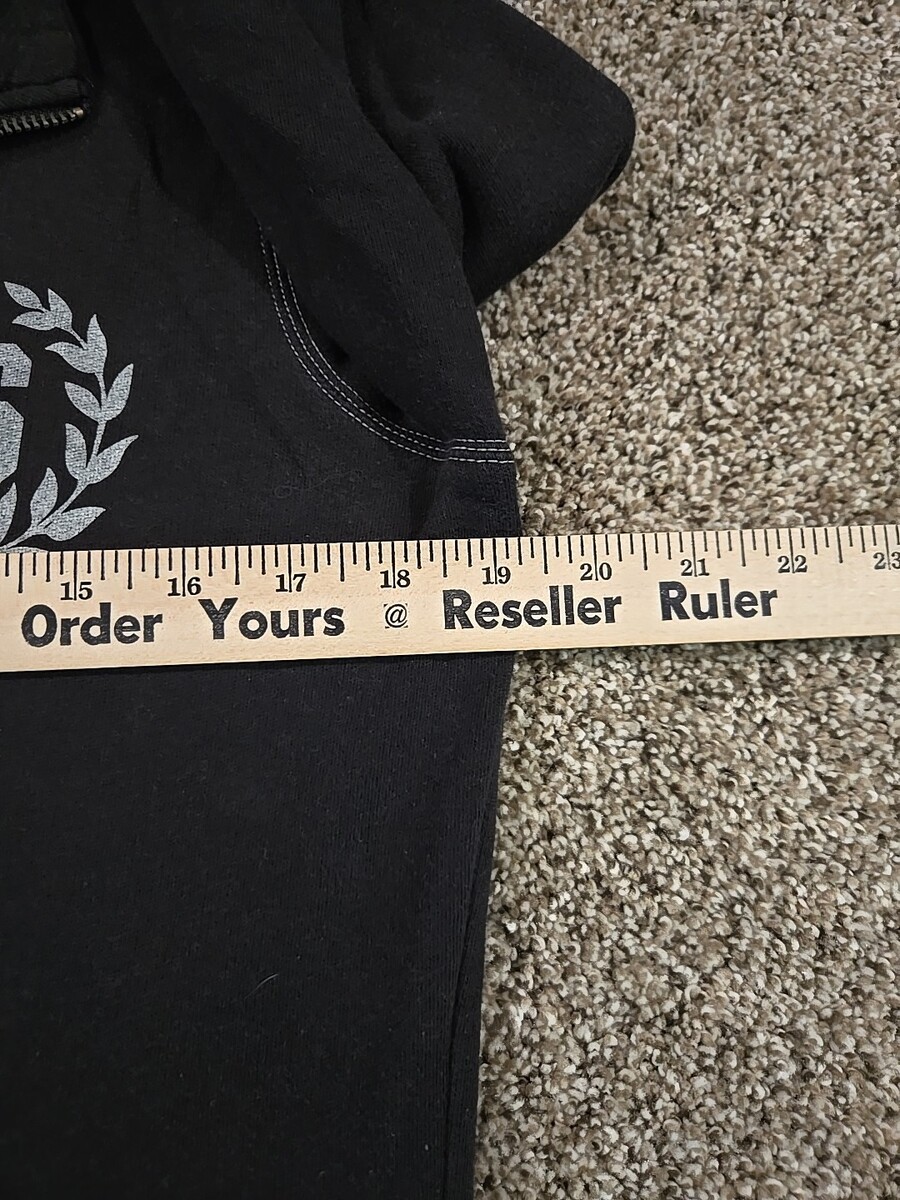 15 16 17 18 19 20 21 22 23
Order Yours @ Reseller Ruler